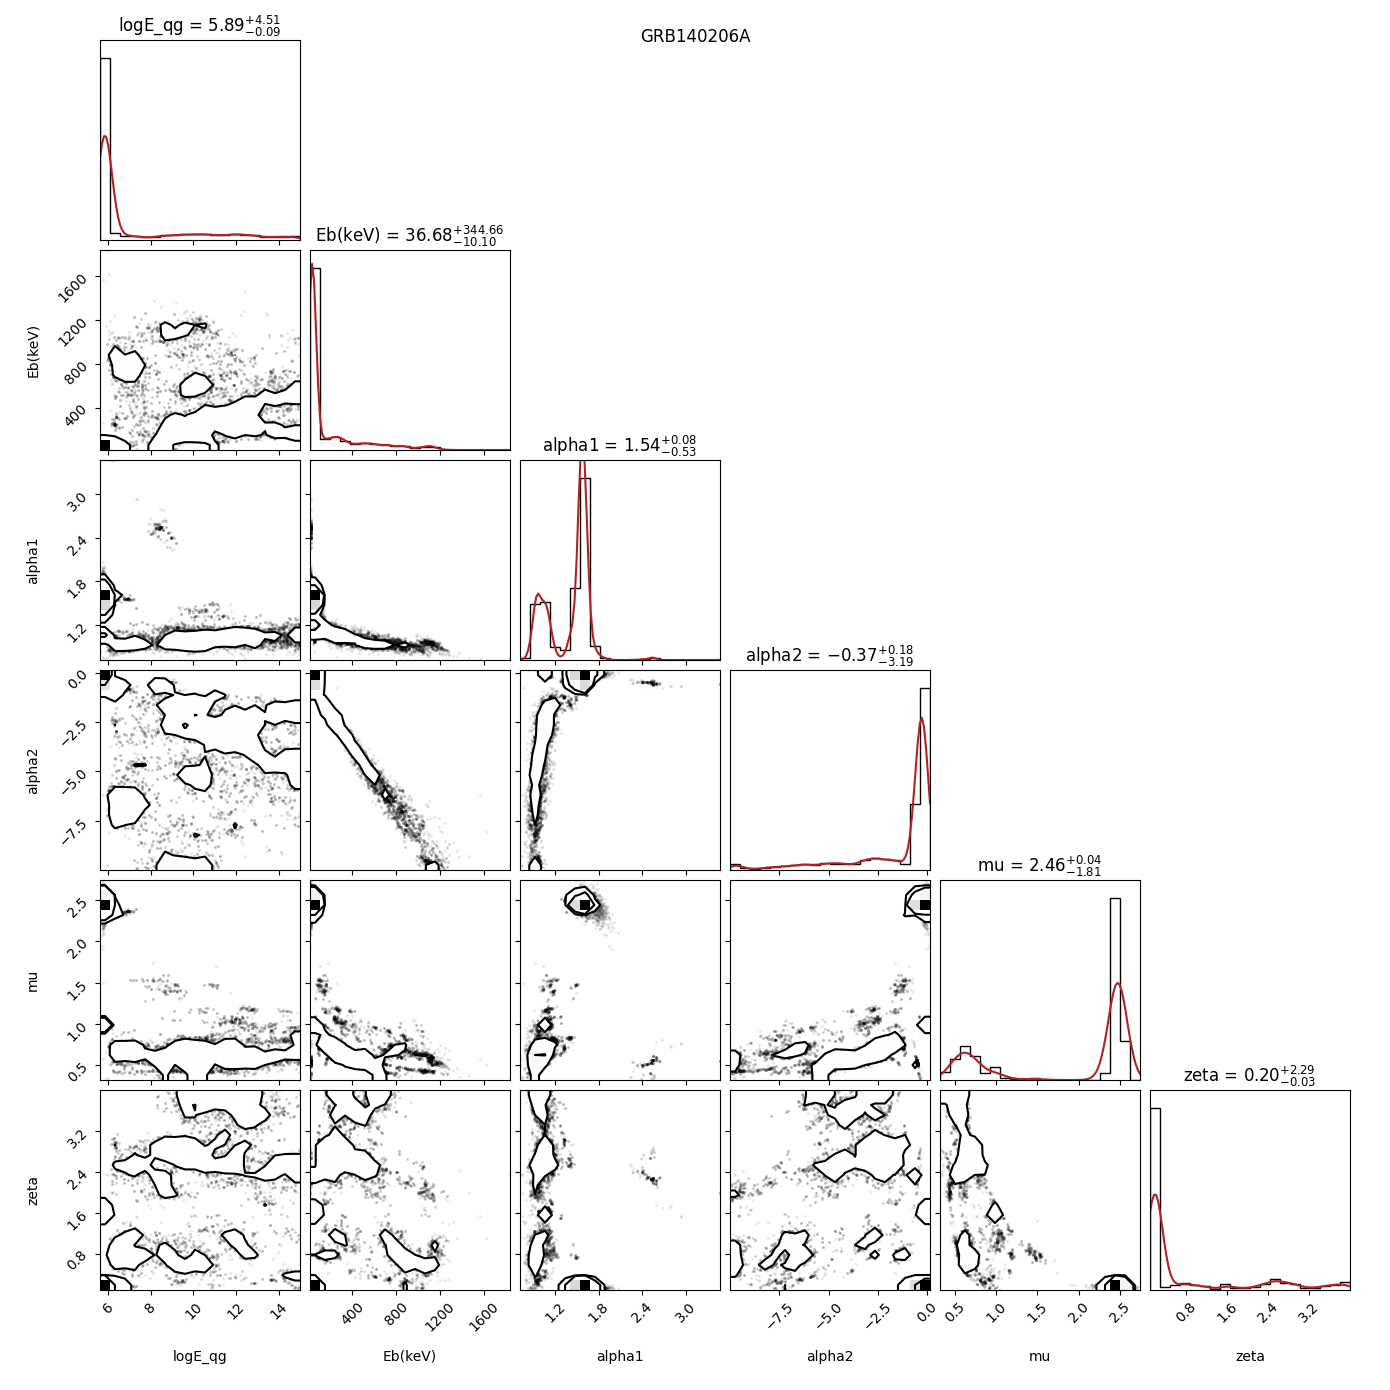 logE_qg = 5.89+4.51 −0.09
GRB140206A
Eb(keV) = 36.68+344.66 −10.10
Eb(keV)
1600
1200
800
400
alpha1 = 1.54+0.08 −0.53
alpha1
3.0
2.4
1.8
1.2
alpha2 = −0.37+0.18 −3.19
alpha2
0.0
−2.5
−5.0
−7.5
mu = 2.46+0.04 −1.81
mu
2.5
2.0
1.5
1.0
0.5
zeta = 0.20+2.29 −0.03
zeta
3.2
2.4
1.6
0.8
6 8 10 12 14 400 800 1200 1600 1.2 1.8 2.4 3.0 −7.5 −5.0 −2.5 0.0 0.5 1.0 1.5 2.0 2.5 0.8 1.6 2.4 3.2
logE_qg Eb(keV) alpha1 alpha2 mu zeta